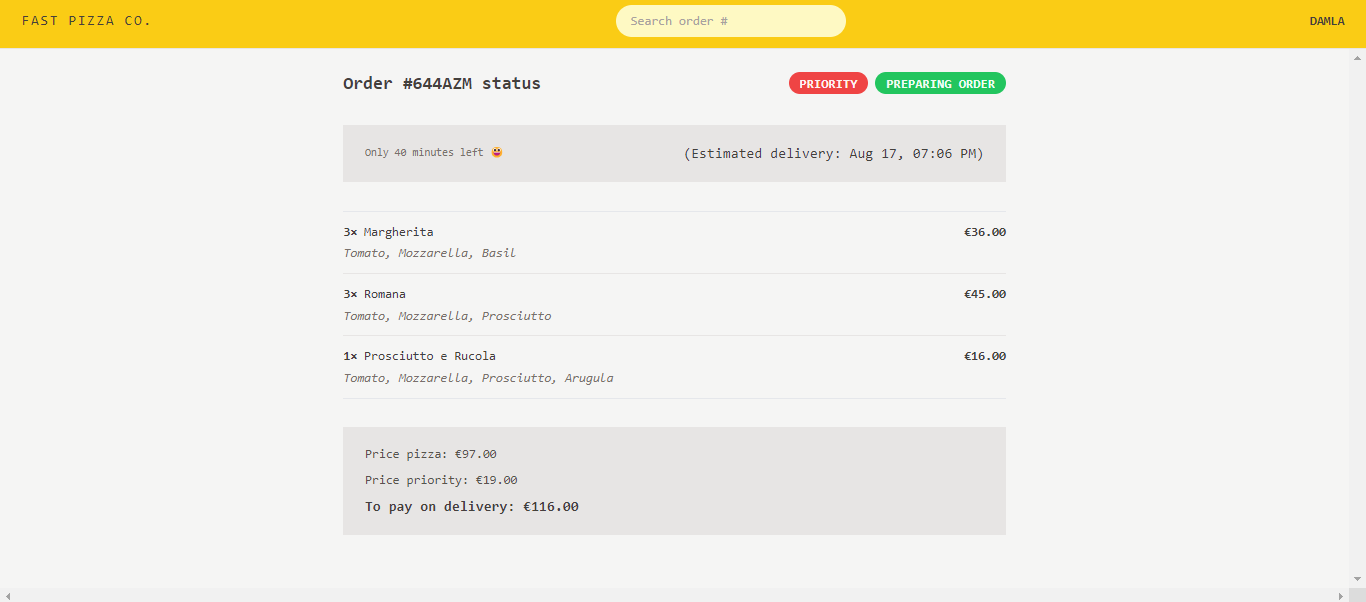 FAST PIZZA CO.
Search order #
DAMLA
Order #644AZM status
PRIORITY
PREPARING ORDER
Only 40 minutes left 😀
(Estimated delivery: Aug 17, 07:06 PM)
3× Margherita
€36.00
Tomato, Mozzarella, Basil
3× Romana
€45.00
Tomato, Mozzarella, Prosciutto
1× Prosciutto e Rucola
€16.00
Tomato, Mozzarella, Prosciutto, Arugula
Price pizza: €97.00
Price priority: €19.00
To pay on delivery: €116.00